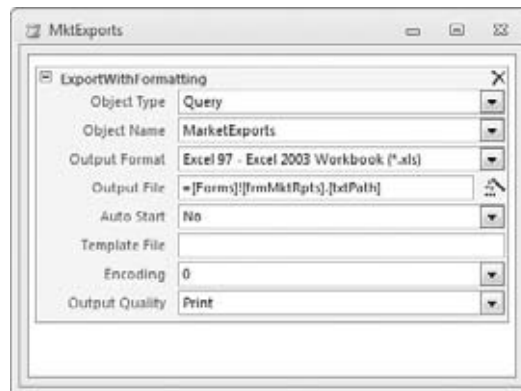 MktExports
ExportWithFormatting
Object Type Query
Object Name MarketExports
Output Format Excel 97 - Excel 2003 Workbook (*.xls)
Output File =[Forms]![frmMktRpts].[txtPath]
Auto Start No
Template File
Encoding 0
Output Quality Print